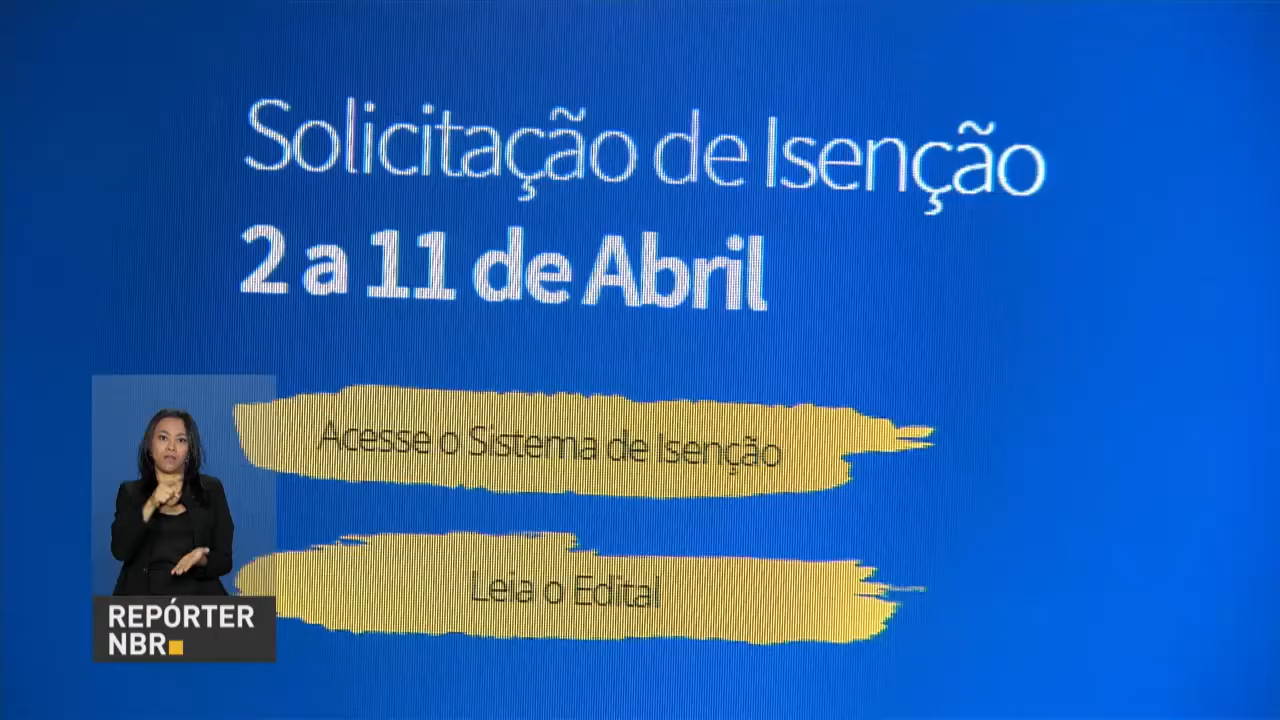 Solicitação de Isenção
2 a 11 de Abril
Acesse o Sistema de Isenção
Leia o Edital
REPÓRTER
NBR